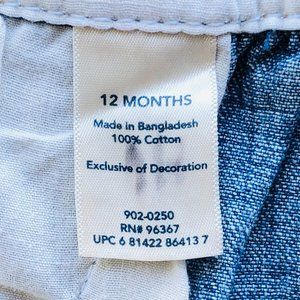 12 MONTHS
Made in Bangladesh
100% Cotton
Exclusive of Decoration
902-0250
RN# 96367
UPC 6 81422 86413 7